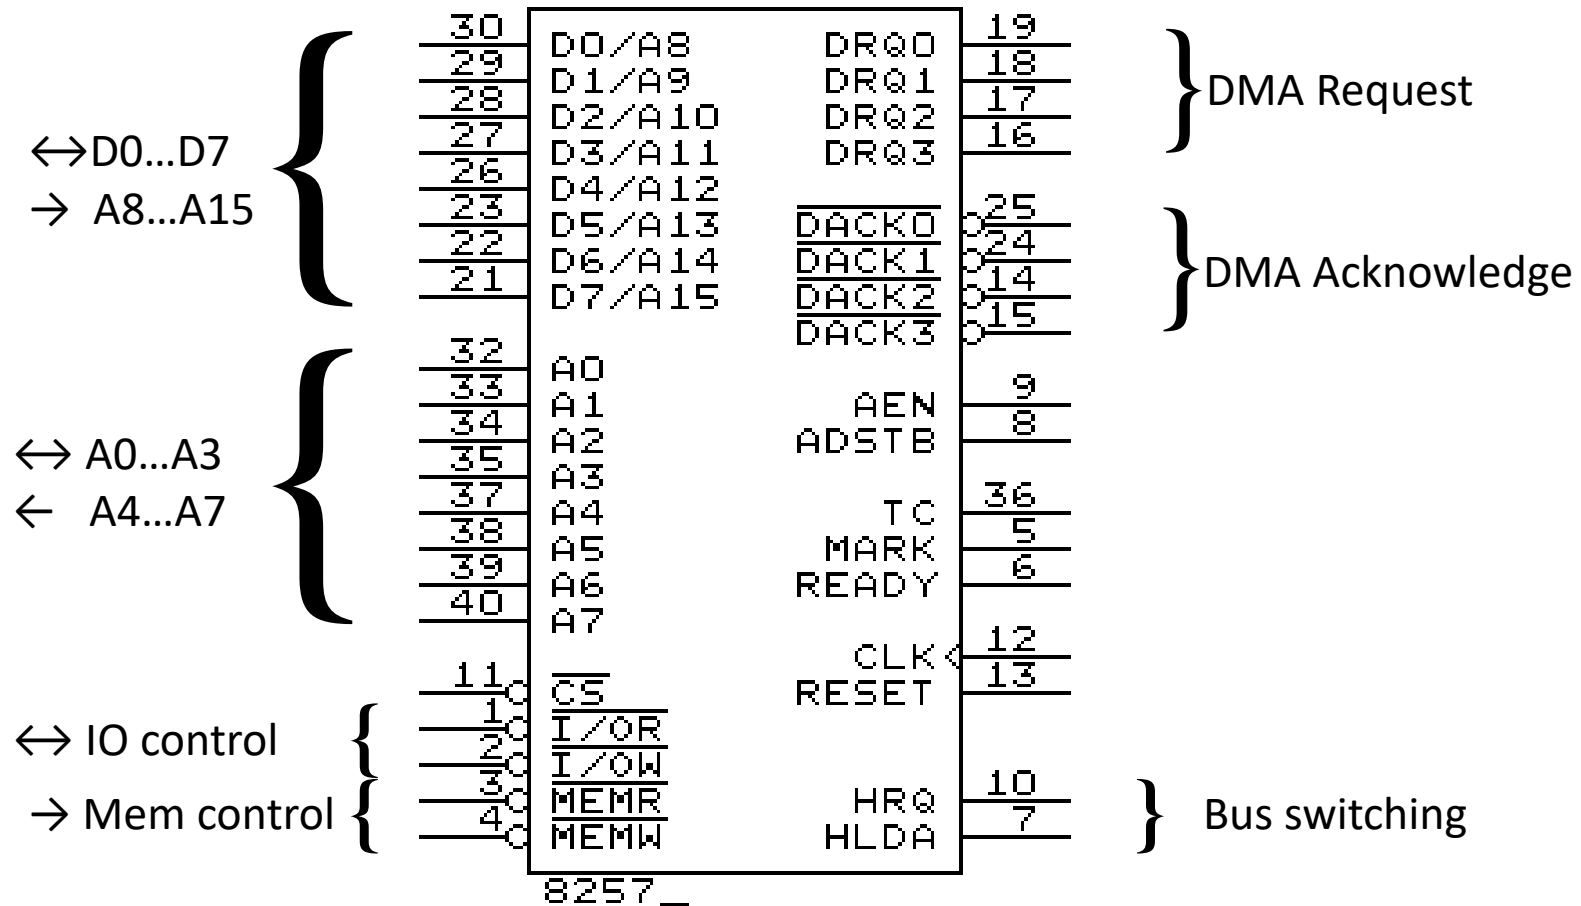 30 D0/A8 DRQ0 19
29 D1/A9 DRQ1 18
28 D2/A10 DRQ2 17
27 D3/A11 DRQ3 16
26 D4/A12
23 D5/A13 DACK0 25
22 D6/A14 DACK1 24
21 D7/A15 DACK2 14
DACK3 15
↔D0...D7
→ A8...A15
DMA Request
DMA Acknowledge
32 A0
33 A1 AEN 9
34 A2 ADSTB 8
35 A3
37 A4 TC 36
38 A5 MARK 5
39 A6 READY 6
40 A7
↔ A0...A3
← A4...A7
CLK 12
11 CS RESET 13
1 I/OR
2 I/OW
3 MEMR HRQ 10
4 MEMW HLDA 7
↔ IO control
→ Mem control
Bus switching
8257_